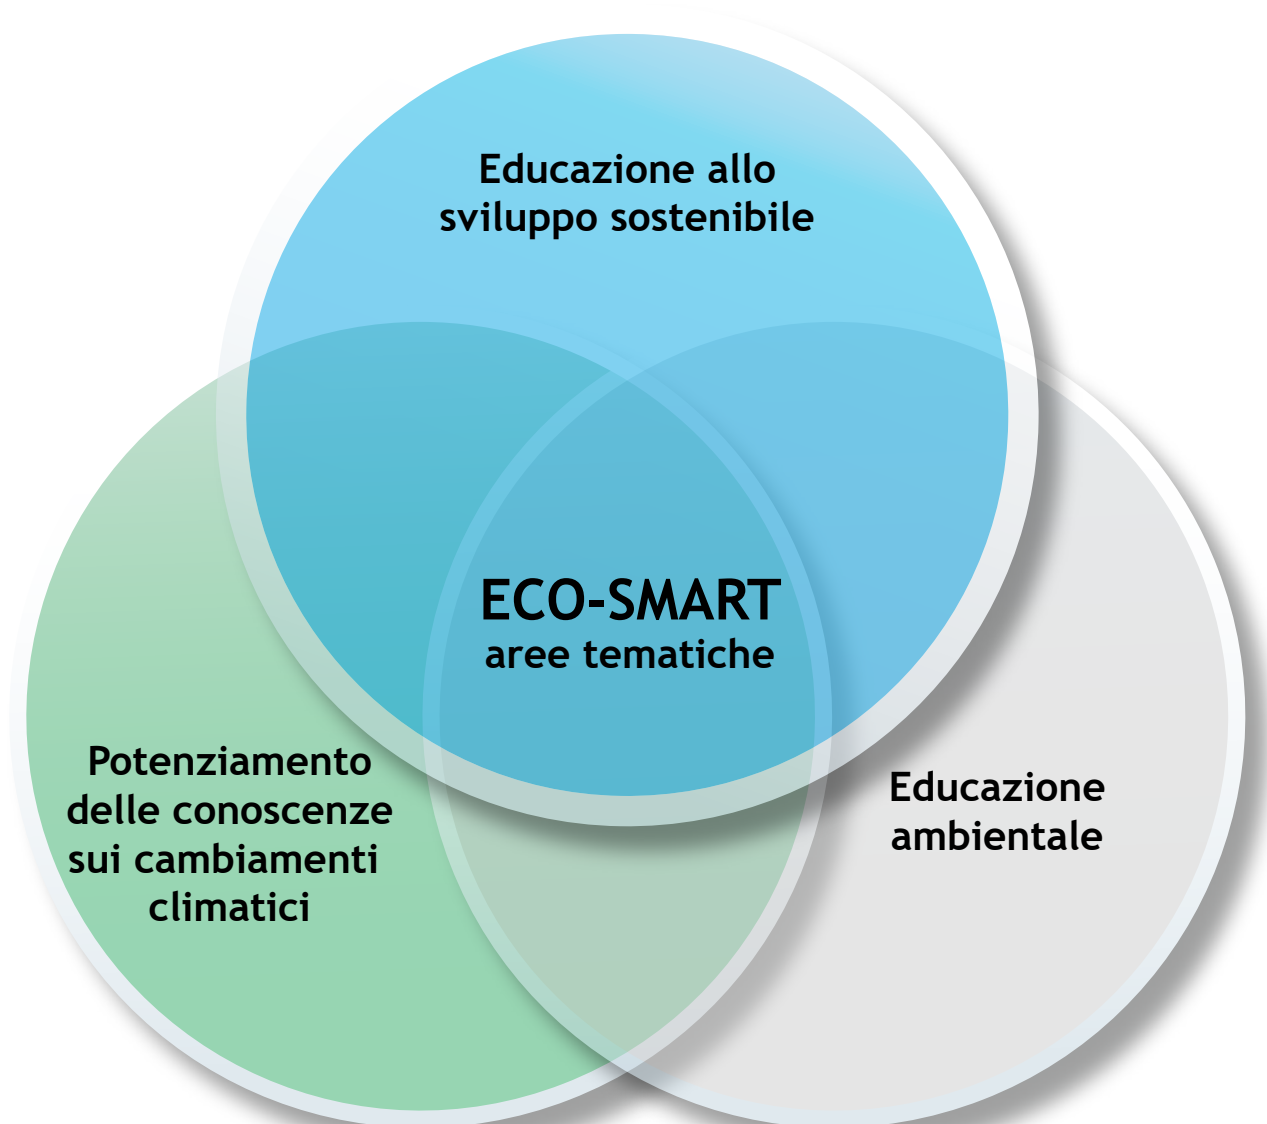 Educazione allo
sviluppo sostenibile
ECO-SMART
aree tematiche
Potenziamento
delle conoscenze
sui cambiamenti
climatici
Educazione
ambientale